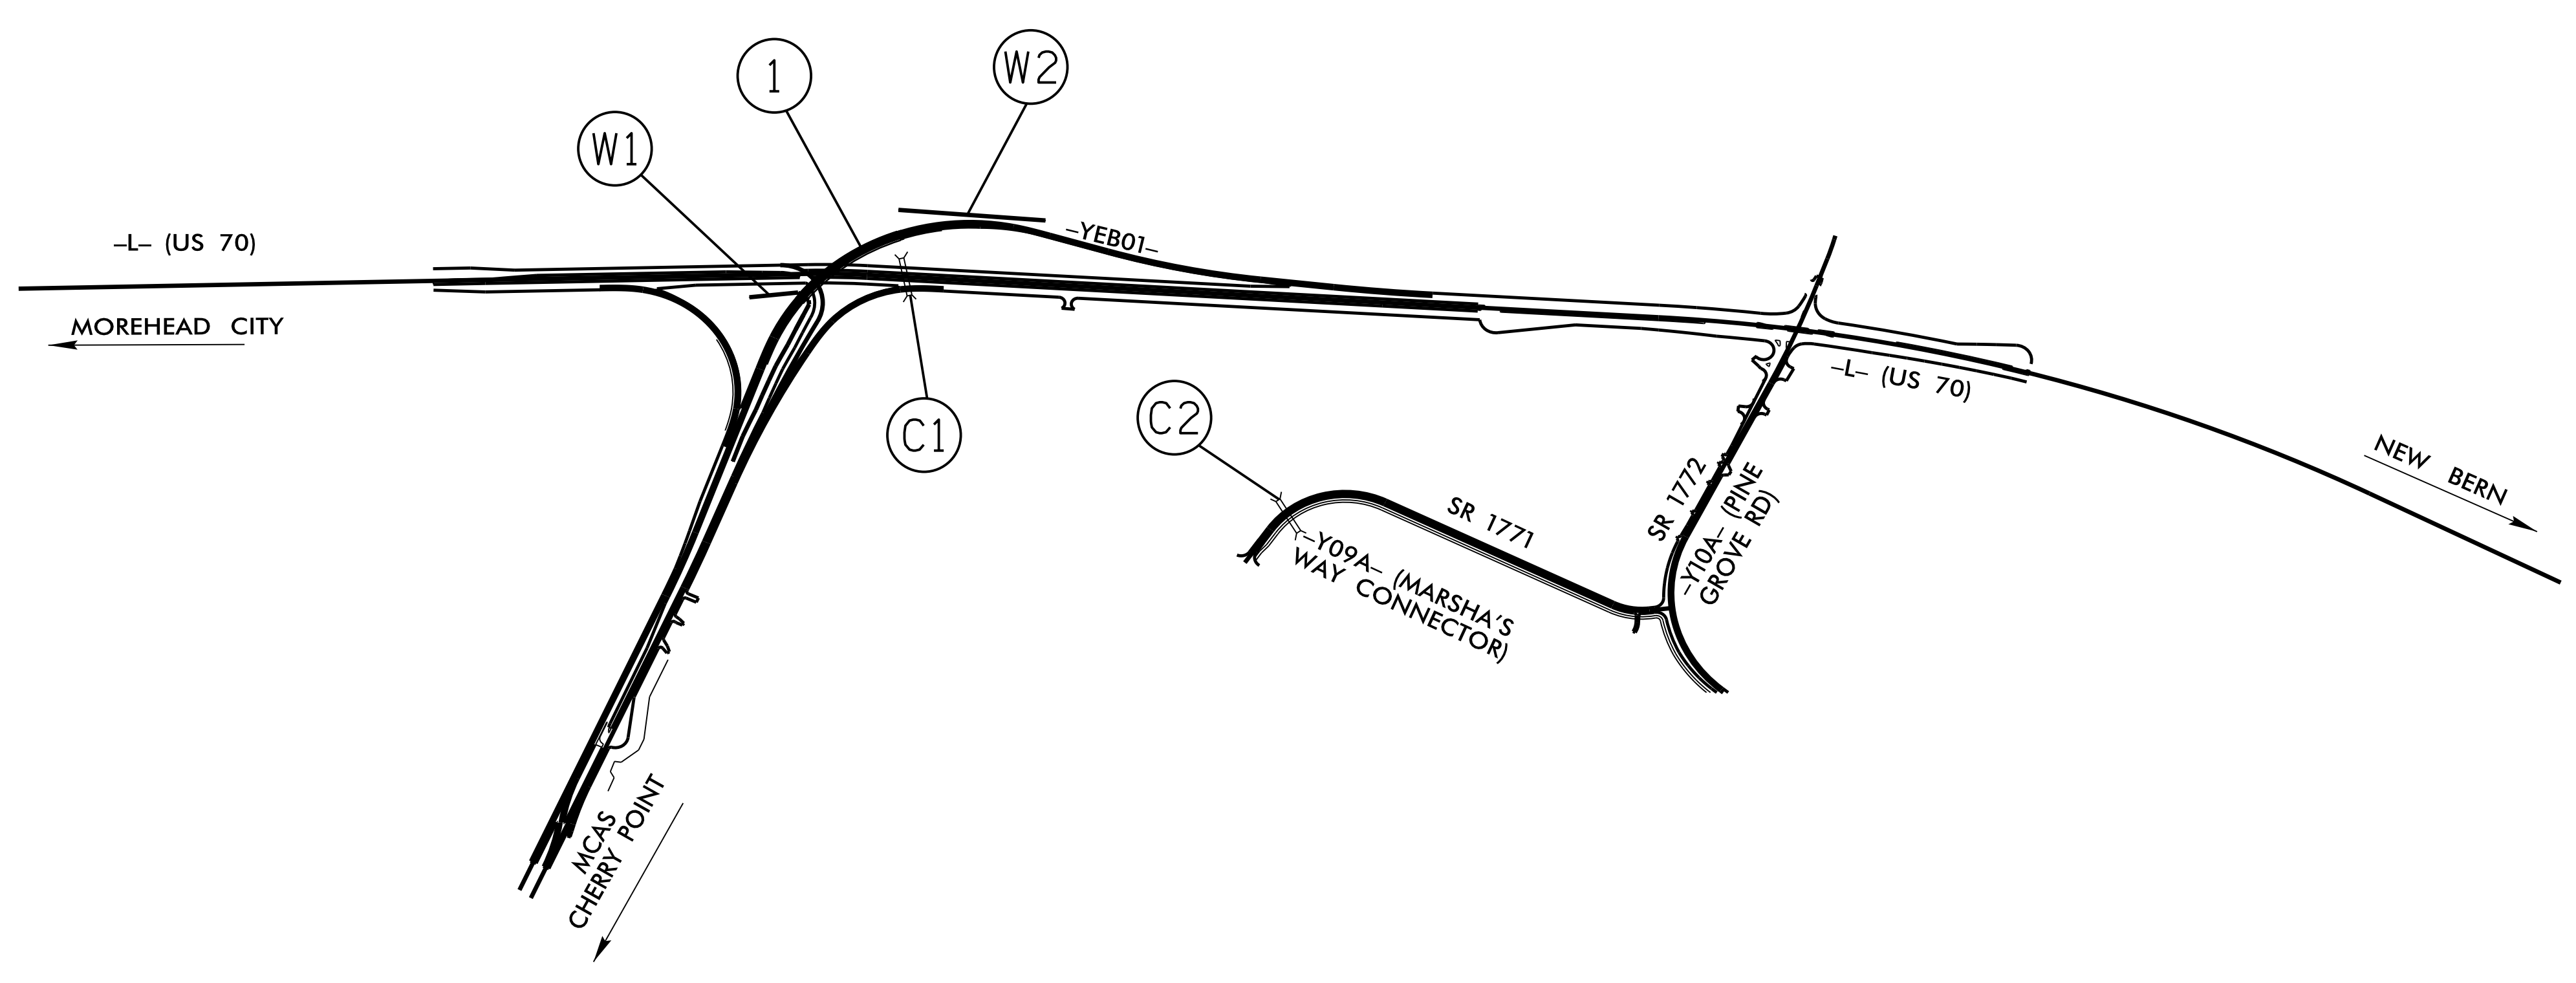 W2
1
W1
–L– (US 70)
–YEB01–
MOREHEAD CITY
–L– (US 70)
C2
C1
NEW BERN
SR 1772
–Y10A– (PINE
GROVE RD)
SR 1771
–Y09A– (MARSHA'S
WAY CONNECTOR)
MCAS
CHERRY POINT